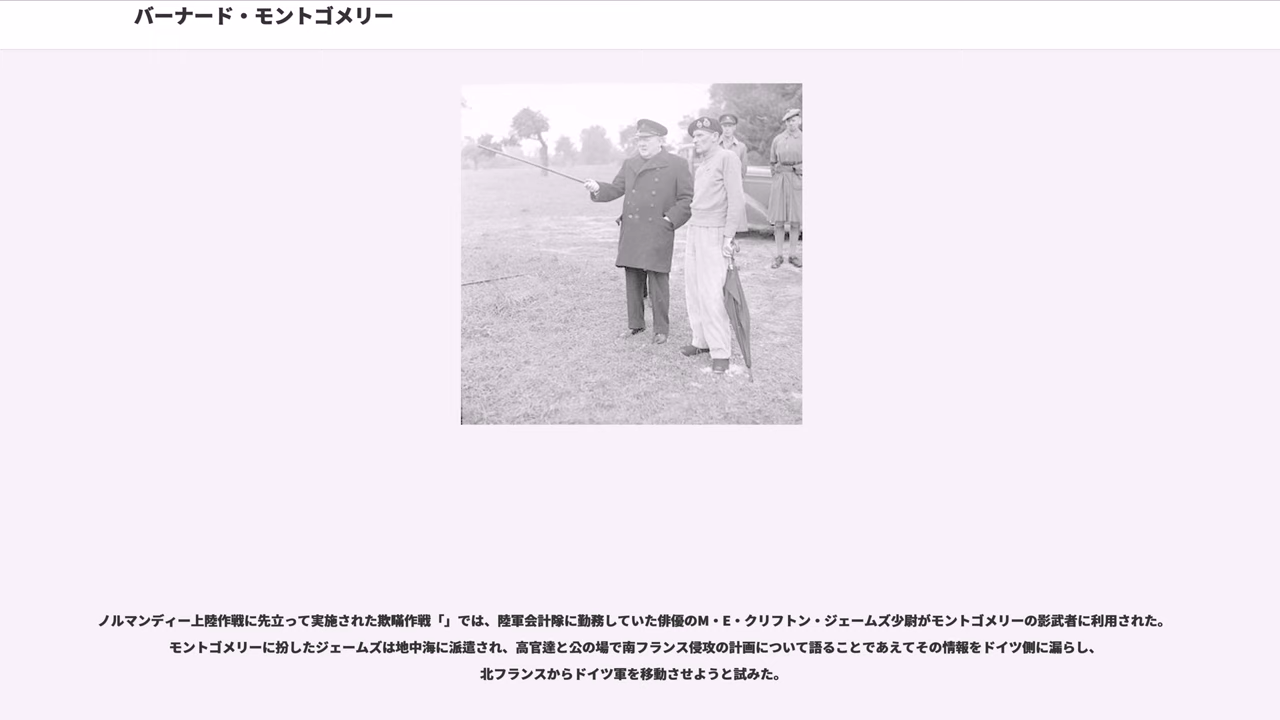 バーナード・モントゴメリー
ノルマンディー上陸作戦に先立って実施された欺瞞作戦「」では、陸軍会計隊に勤務していた俳優のM・E・クリフトン・ジェームズ少尉がモントゴメリーの影武者に利用された。
モントゴメリーに扮したジェームズは地中海に派遣され、高官達と公の場で南フランス侵攻の計画について語ることであえてその情報をドイツ側に漏らし、
北フランスからドイツ軍を移動させようと試みた。